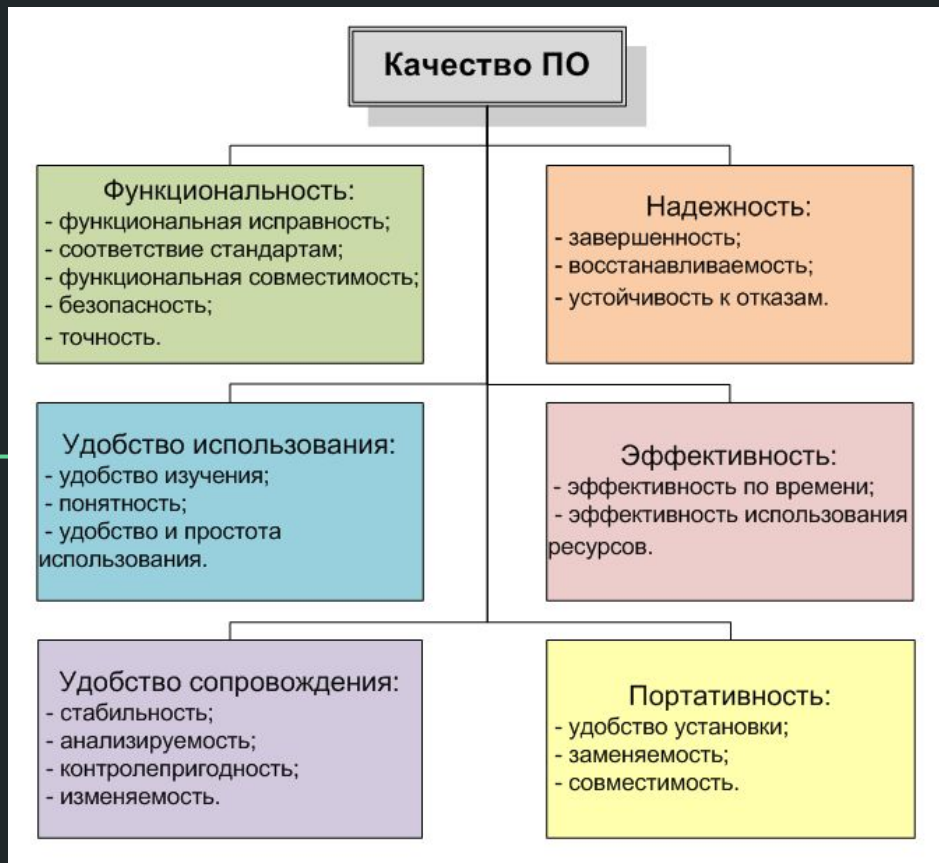 Качество ПО
Функциональность:
- функциональная исправность;
- соответствие стандартам;
- функциональная совместимость;
- безопасность;
- точность.
Надежность:
- завершенность;
- восстанавливаемость;
- устойчивость к отказам.
Удобство использования:
- удобство изучения;
- понятность;
- удобство и простота
использования.
Эффективность:
- эффективность по времени;
- эффективность использования
ресурсов.
Удобство сопровождения:
- стабильность;
- анализируемость;
- контролепригодность;
- изменяемость.
Портативность:
- удобство установки;
- заменяемость;
- совместимость.